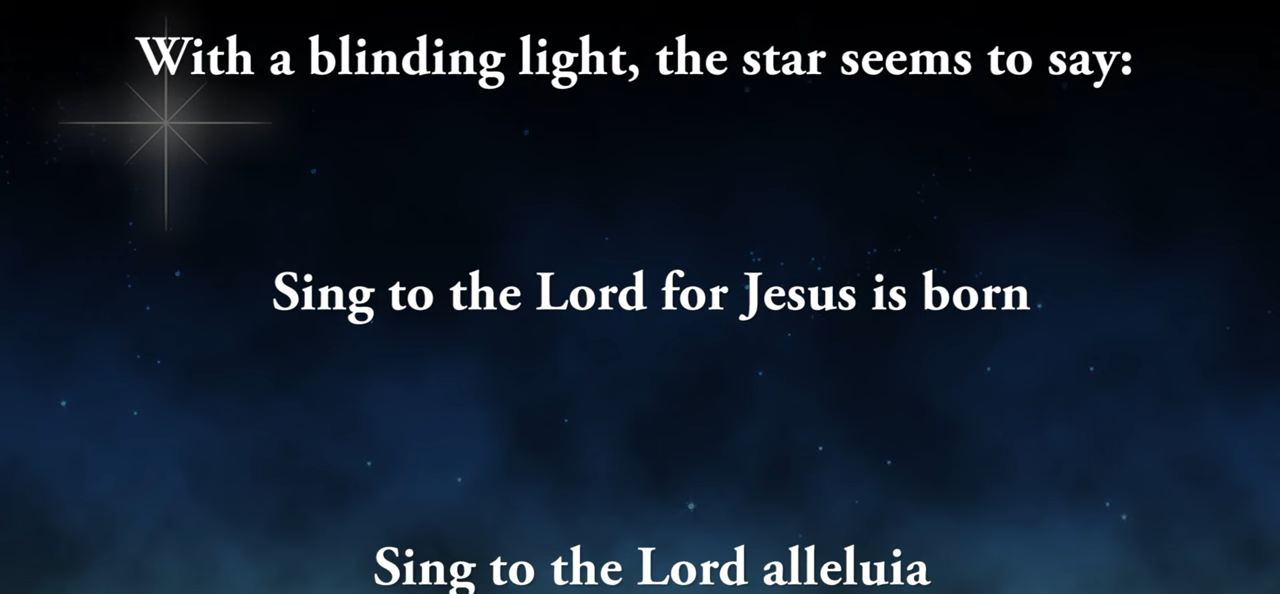 With a blinding light, the star seems to say:
Sing to the Lord for Jesus is born
Sing to the Lord alleluia